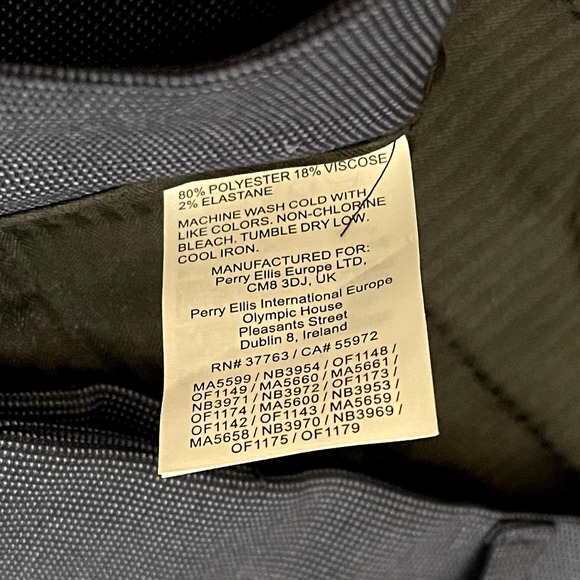 80% POLYESTER 18% VISCOSE
2% ELASTANE
MACHINE WASH COLD WITH
LIKE COLORS. NON-CHLORINE
BLEACH. TUMBLE DRY LOW.
COOL IRON.
MANUFACTURED FOR:
Perry Ellis Europe LTD.
CM8 3DJ, UK
Perry Ellis International Europe
Olympic House
Pleasants Street
Dublin 8, Ireland
RN# 37763 / CA# 55972
MA5599 / NB3954 / OF1148 /
OF1149 / MA5660 / MA5661 /
NB3971 / NB3972 / OF1173 /
OF1174 / MA5600 / NB3953 /
OF1142 / OF1143 / MA5659 /
MA5658 / NB3970 / NB3969 /
OF1175 / OF1179